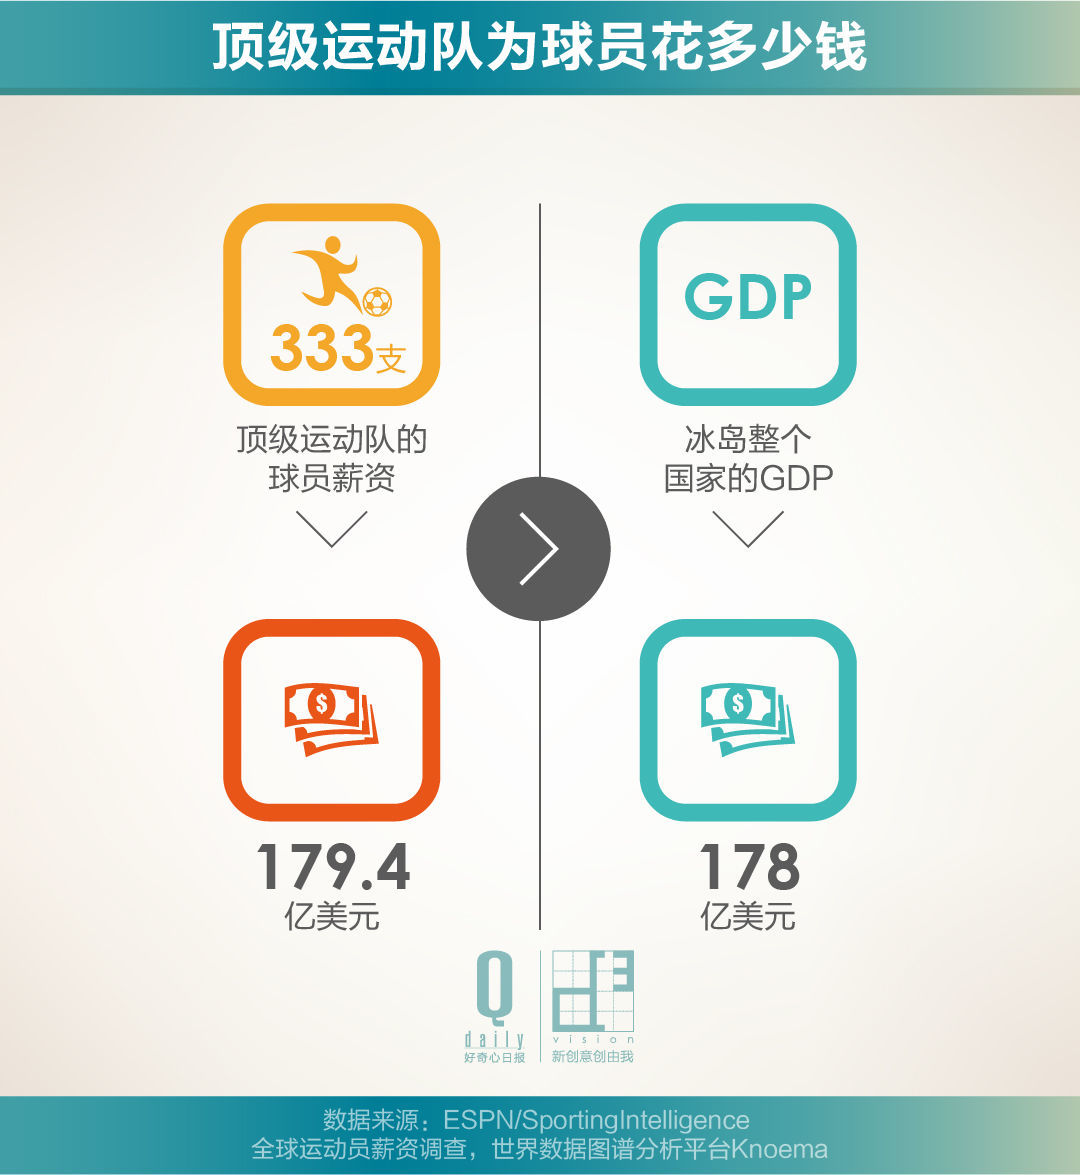 顶级运动队为球员花多少钱
333支
顶级运动队的
球员薪资
GDP
冰岛整个
国家的GDP
$
$
179.4
亿美元
178
亿美元
Q
daily
好奇心日报
vision
新创意创由我
数据来源：ESPN/SportingIntelligence
全球运动员薪资调查，世界数据图谱分析平台Knoema